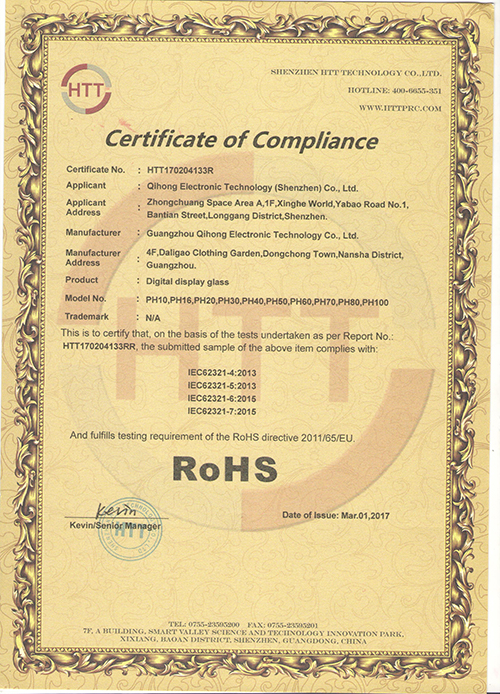 HTT
SHENZHEN HTT TECHNOLOGY CO.,LTD.
HOTLINE: 400-6655-351
WWW.HTTPRC.COM
Certificate of Compliance
Certificate No. : HTT170204133R
Applicant : Qihong Electronic Technology (Shenzhen) Co., Ltd.
Applicant Address : Zhongchuang Space Area A,1F,Xinghe World,Yabao Road No.1,
Bantian Street,Longgang District,Shenzhen.
Manufacturer : Guangzhou Qihong Electronic Technology Co., Ltd.
Manufacturer Address : 4F,Daligao Clothing Garden,Dongchong Town,Nansha District,
Guangzhou.
Product : Digital display glass
Model No. : PH10,PH16,PH20,PH30,PH40,PH50,PH60,PH70,PH80,PH100
Trademark : N/A
This is to certify that, on the basis of the tests undertaken as per Report No.:
HTT170204133RR, the submitted sample of the above item complies with:
IEC62321-4:2013
IEC62321-5:2013
IEC62321-6:2015
IEC62321-7:2015
And fulfills testing requirement of the RoHS directive 2011/65/EU.
RoHS
Kevin
Kevin/Senior Manager
HTT
Date of Issue: Mar.01,2017
TEL: 0755-23595200 FAX: 0755-23595201
7F, A BUILDING, SMART VALLEY SCIENCE AND TECHNOLOGY INNOVATION PARK,
XIXIANG, BAOAN DISTRICT, SHENZHEN, GUANGDONG, CHINA